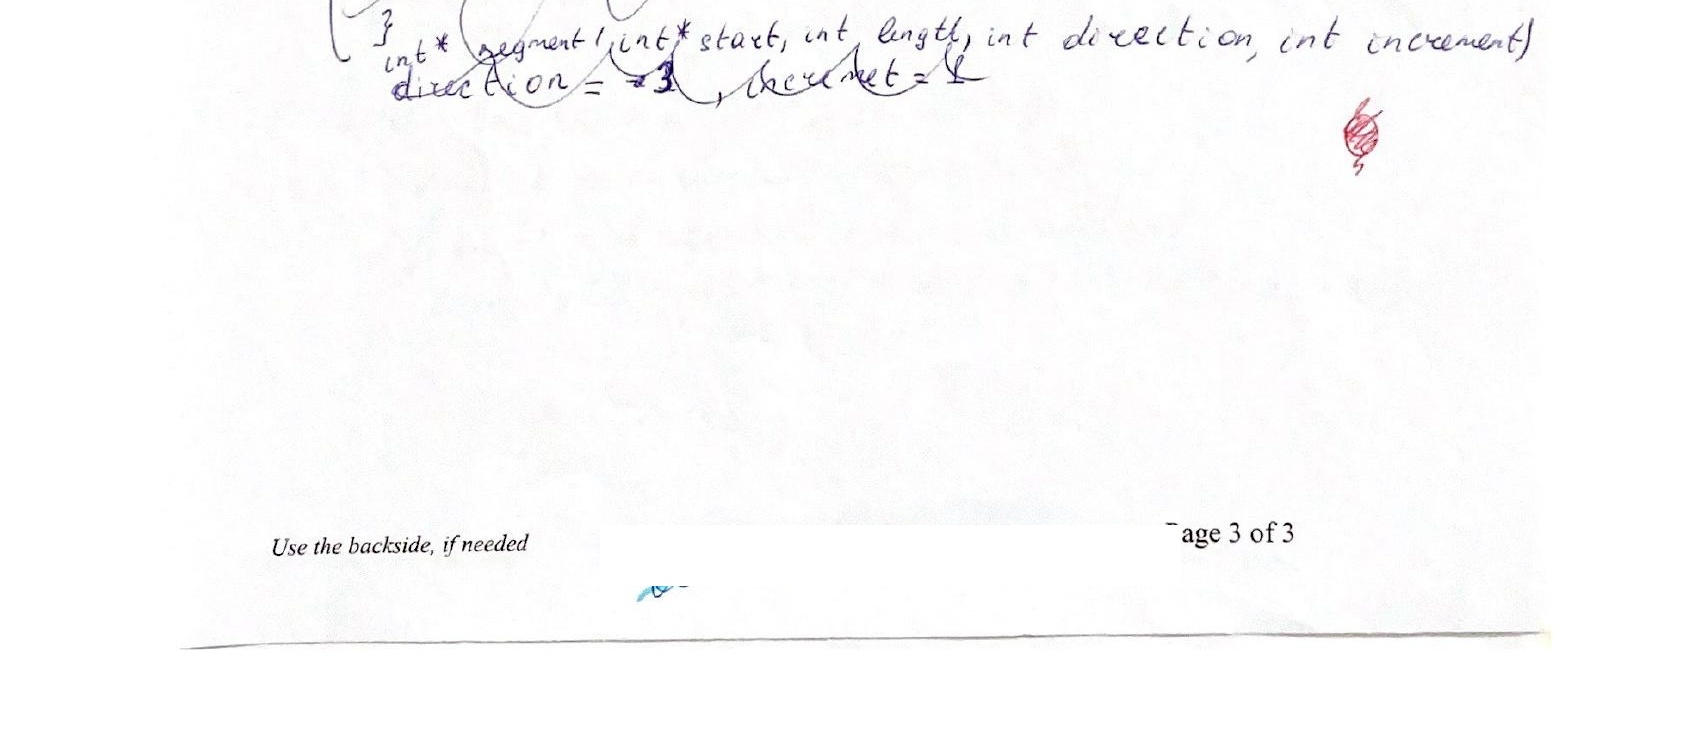 }
int* segment(int* start, int length, int direction, int increment)
direction = -3, incremet = 1
Use the backside, if needed
age 3 of 3